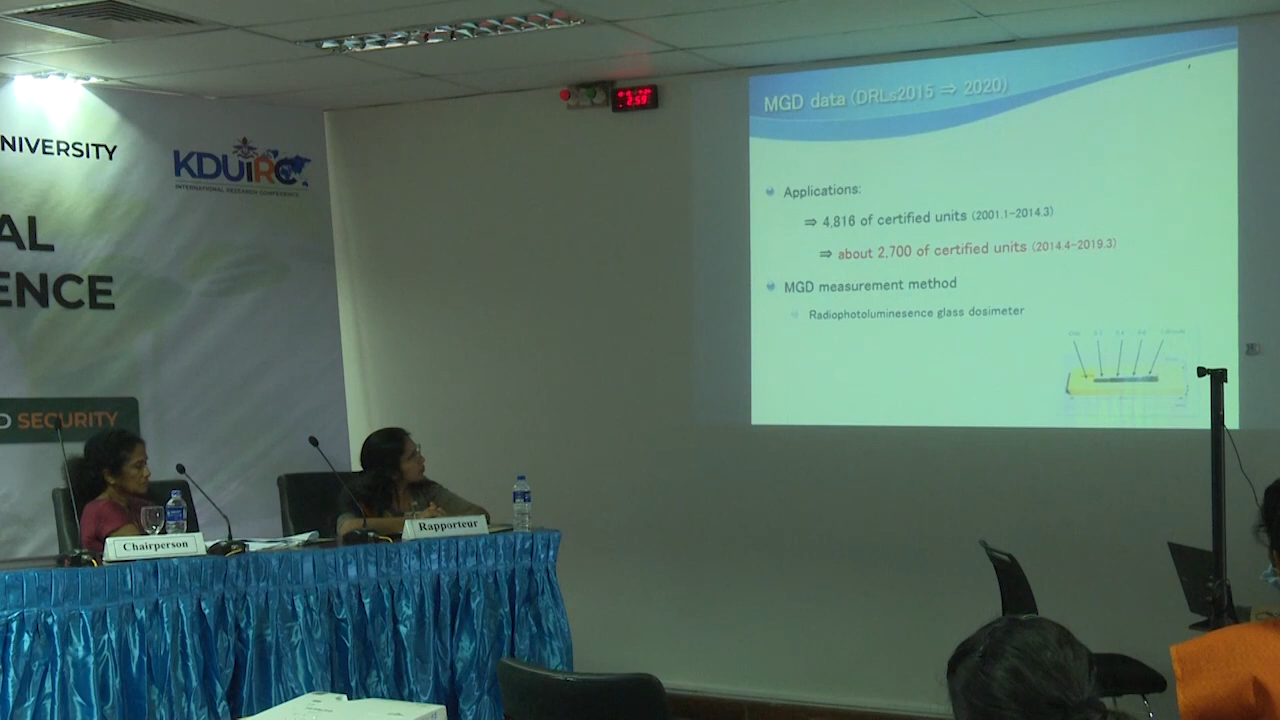 NIVERSITY
KDUIRC
INTERNATIONAL RESEARCH CONFERENCE
AL
ENCE
D SECURITY
Chairperson
Rapporteur
MGD data (DRLs2015 ⇒ 2020)
Applications:
⇒ 4,816 of certified units (2001.1-2014.3)
⇒ about 2,700 of certified units (2014.4-2019.3)
MGD measurement method
Radiophotoluminesence glass dosimeter